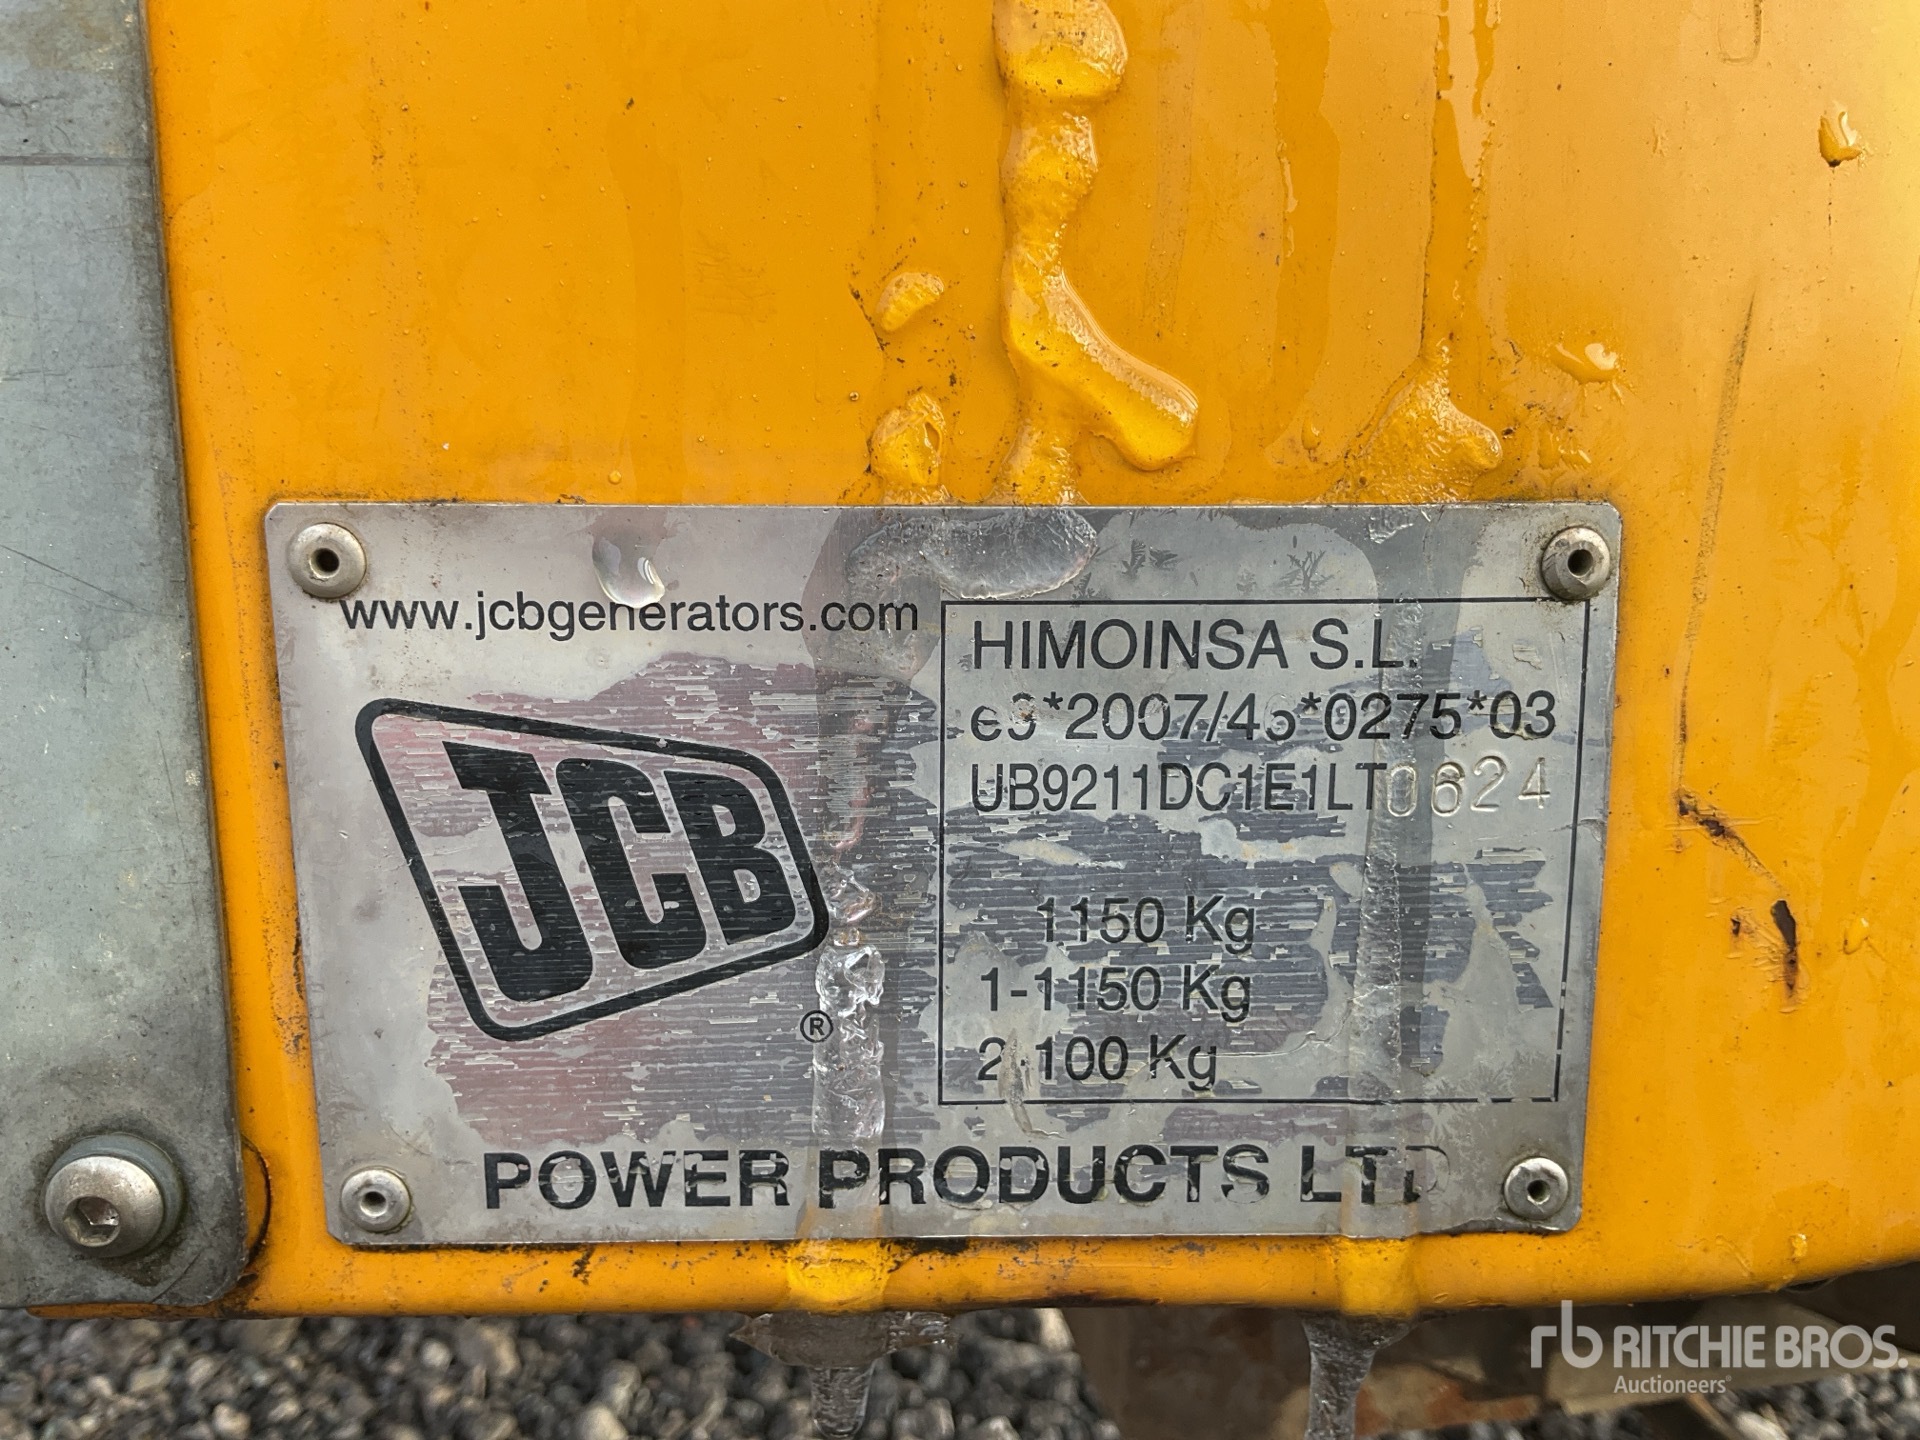 www.jcbgenerators.com
JCB
®
HIMOINSA S.L.
e9*2007/46*0275*03
UB9211DC1E1LT0624
1150 Kg
1-1150 Kg
2-100 Kg
POWER PRODUCTS LTD
rb RITCHIE BROS.
Auctioneers